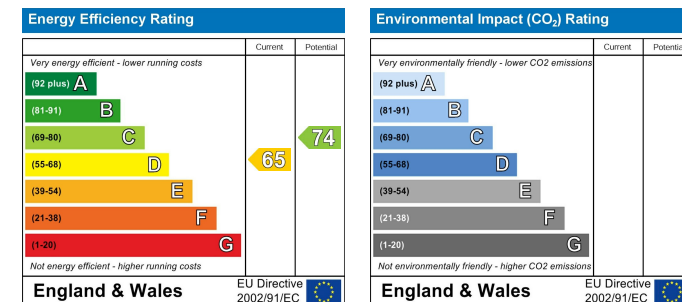 Energy Efficiency Rating
Current Potential
Very energy efficient - lower running costs
(92 plus) A
(81-91) B
(69-80) C
74
(55-68) D
65
(39-54) E
(21-38) F
(1-20) G
Not energy efficient - higher running costs
England & Wales
EU Directive
2002/91/EC
Environmental Impact (CO2) Rating
Current Potential
Very environmentally friendly - lower CO2 emissions
(92 plus) A
(81-91) B
(69-80) C
(55-68) D
(39-54) E
(21-38) F
(1-20) G
Not environmentally friendly - higher CO2 emissions
England & Wales
EU Directive
2002/91/EC